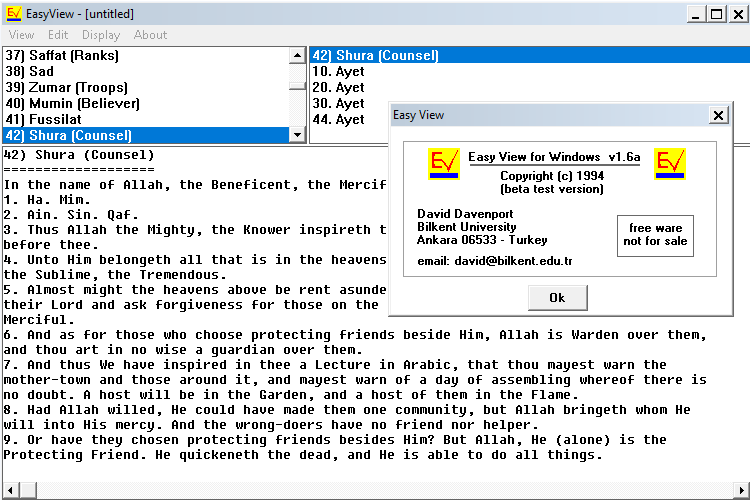 EasyView - [untitled]
View Edit Display About
37) Saffat (Ranks)
38) Sad
39) Zumar (Troops)
40) Mumin (Believer)
41) Fussilat
42) Shura (Counsel)
42) Shura (Counsel)
10. Ayet
20. Ayet
30. Ayet
44. Ayet
42) Shura (Counsel)
====================
In the name of Allah, the Beneficent, the Mercif
1. Ha. Mim.
2. Ain. Sin. Qaf.
3. Thus Allah the Mighty, the Knower inspireth t
before thee.
4. Unto Him belongeth all that is in the heavens
the Sublime, the Tremendous.
5. Almost might the heavens above be rent asunde
their Lord and ask forgiveness for those on the
Merciful.
6. And as for those who choose protecting friends beside Him, Allah is Warden over them,
and thou art in no wise a guardian over them.
7. And thus We have inspired in thee a Lecture in Arabic, that thou mayest warn the
mother-town and those around it, and mayest warn of a day of assembling whereof there is
no doubt. A host will be in the Garden, and a host of them in the Flame.
8. Had Allah willed, He could have made them one community, but Allah bringeth whom He
will into His mercy. And the wrong-doers have no friend nor helper.
9. Or have they chosen protecting friends besides Him? But Allah, He (alone) is the
Protecting Friend. He quickeneth the dead, and He is able to do all things.
Easy View
EV
Easy View for Windows v1.6a
EV
Copyright (c) 1994
(beta test version)
David Davenport
Bilkent University
Ankara 06533 - Turkey
email: david@bilkent.edu.tr
free ware
not for sale
Ok